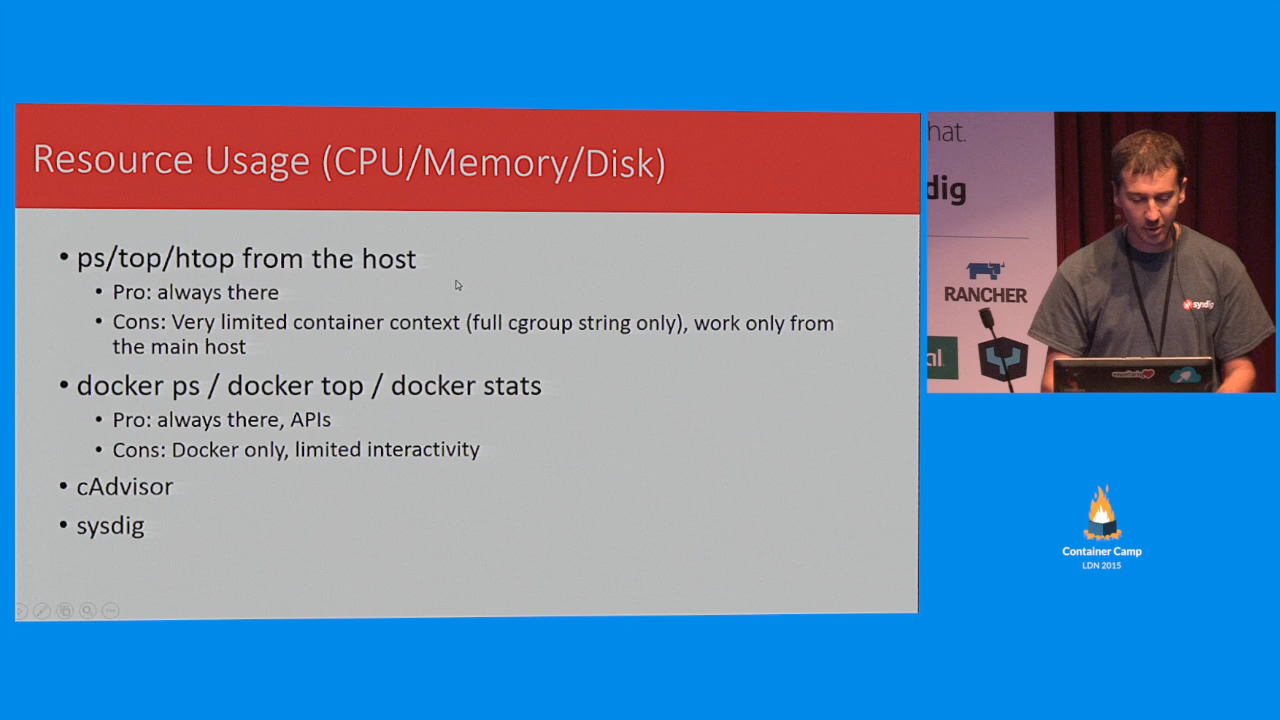 Resource Usage (CPU/Memory/Disk)
• ps/top/htop from the host
• Pro: always there
• Cons: Very limited container context (full cgroup string only), work only from
the main host
• docker ps / docker top / docker stats
• Pro: always there, APIs
• Cons: Docker only, limited interactivity
• cAdvisor
• sysdig
hat.
dig
RANCHER
al
sysdig
Container Camp
LDN 2015